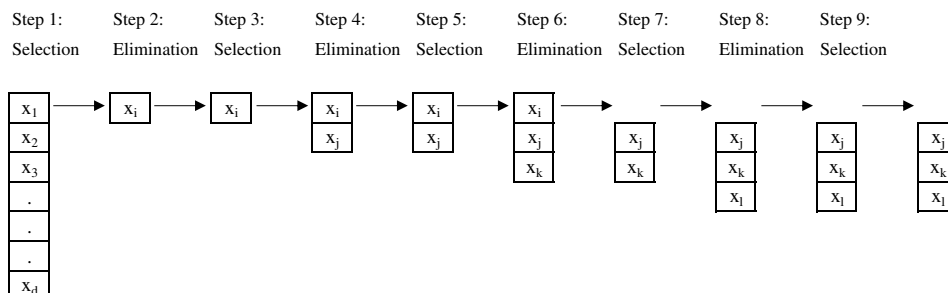 Step 1: Step 2: Step 3: Step 4: Step 5: Step 6: Step 7: Step 8: Step 9:
Selection Elimination Selection Elimination Selection Elimination Selection Elimination Selection
x₁ xᵢ xᵢ xᵢ xᵢ xᵢ
x₂ xⱼ xⱼ xⱼ xⱼ xⱼ xⱼ xⱼ
x₃ xₖ xₖ xₖ xₖ xₖ
. xₗ xₗ xₗ
.
.
x_d